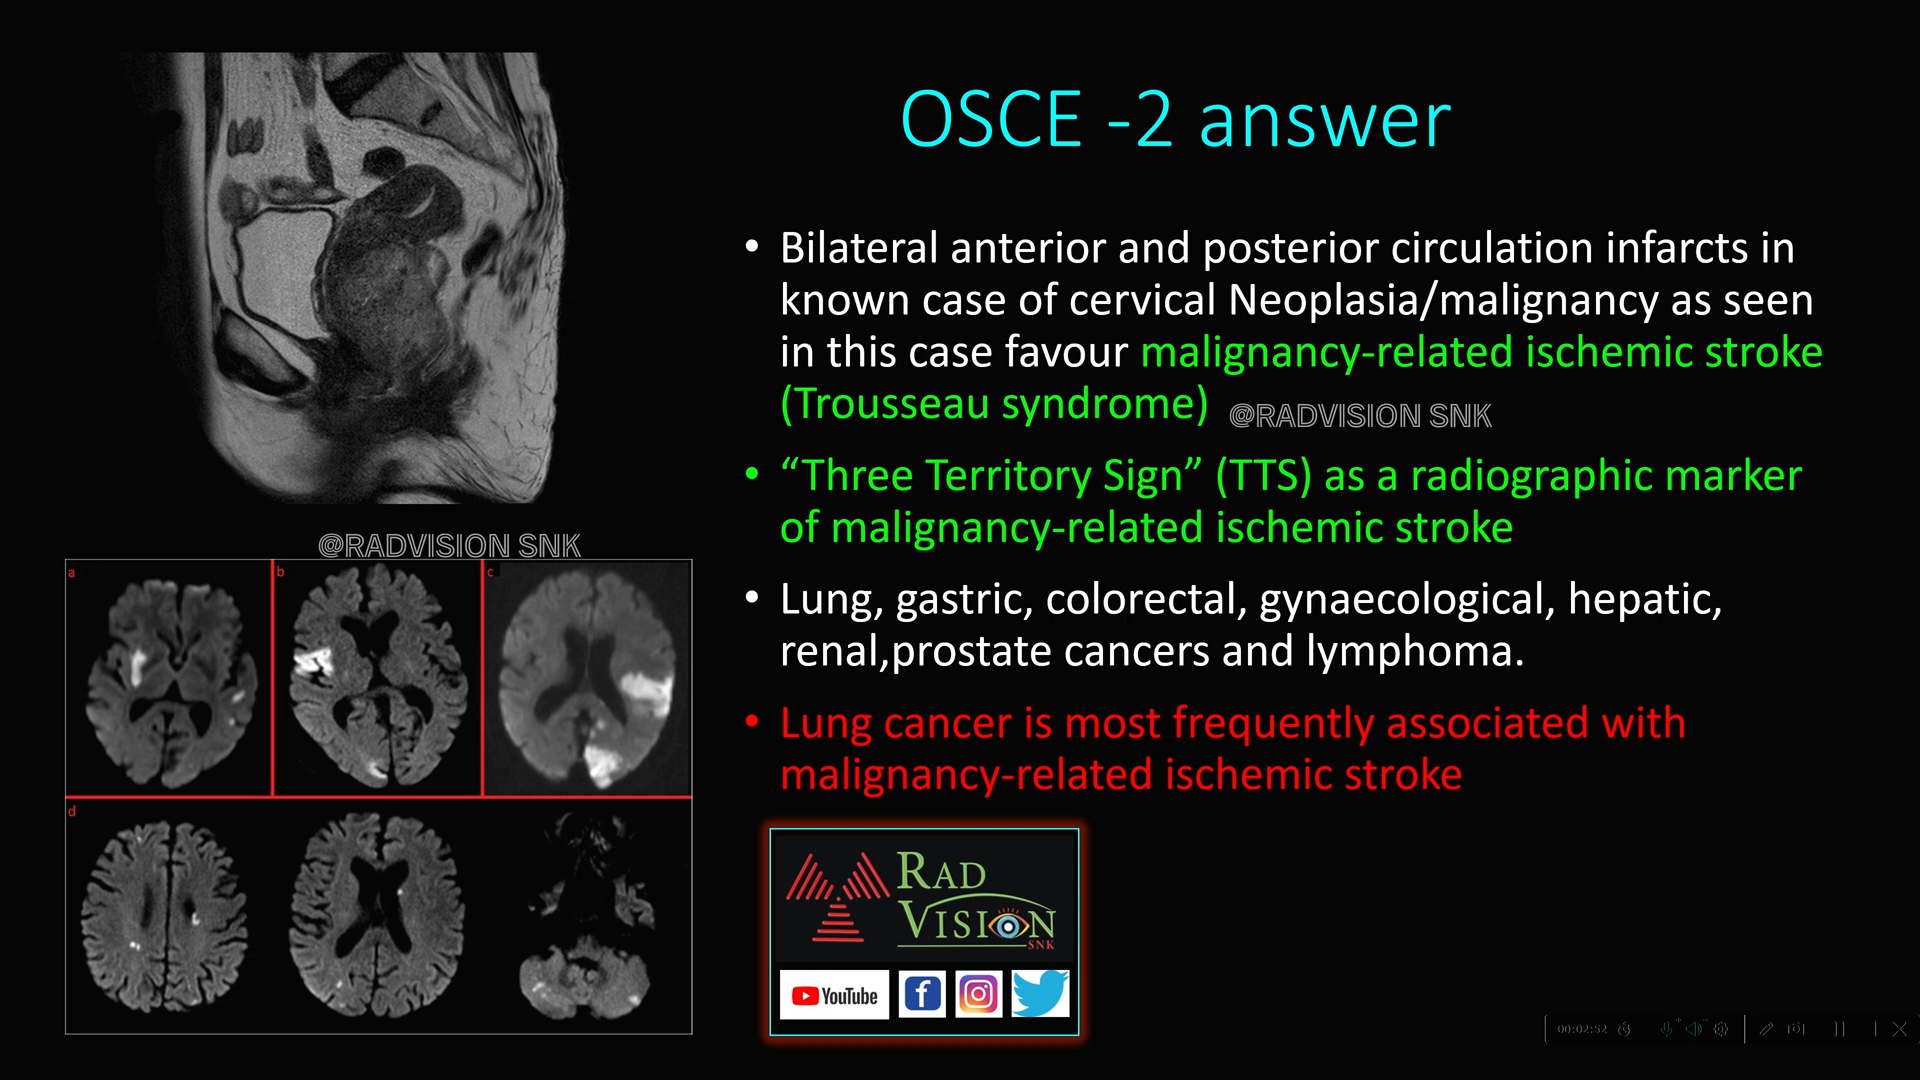 OSCE -2 answer
• Bilateral anterior and posterior circulation infarcts in
known case of cervical Neoplasia/malignancy as seen
in this case favour malignancy-related ischemic stroke
(Trousseau syndrome)
@RADVISION SNK
• “Three Territory Sign” (TTS) as a radiographic marker
of malignancy-related ischemic stroke
• Lung, gastric, colorectal, gynaecological, hepatic,
renal,prostate cancers and lymphoma.
• Lung cancer is most frequently associated with
malignancy-related ischemic stroke
@RADVISION SNK
a
b
c
d
RAD
VISION
SNK
YouTube
00:02:52